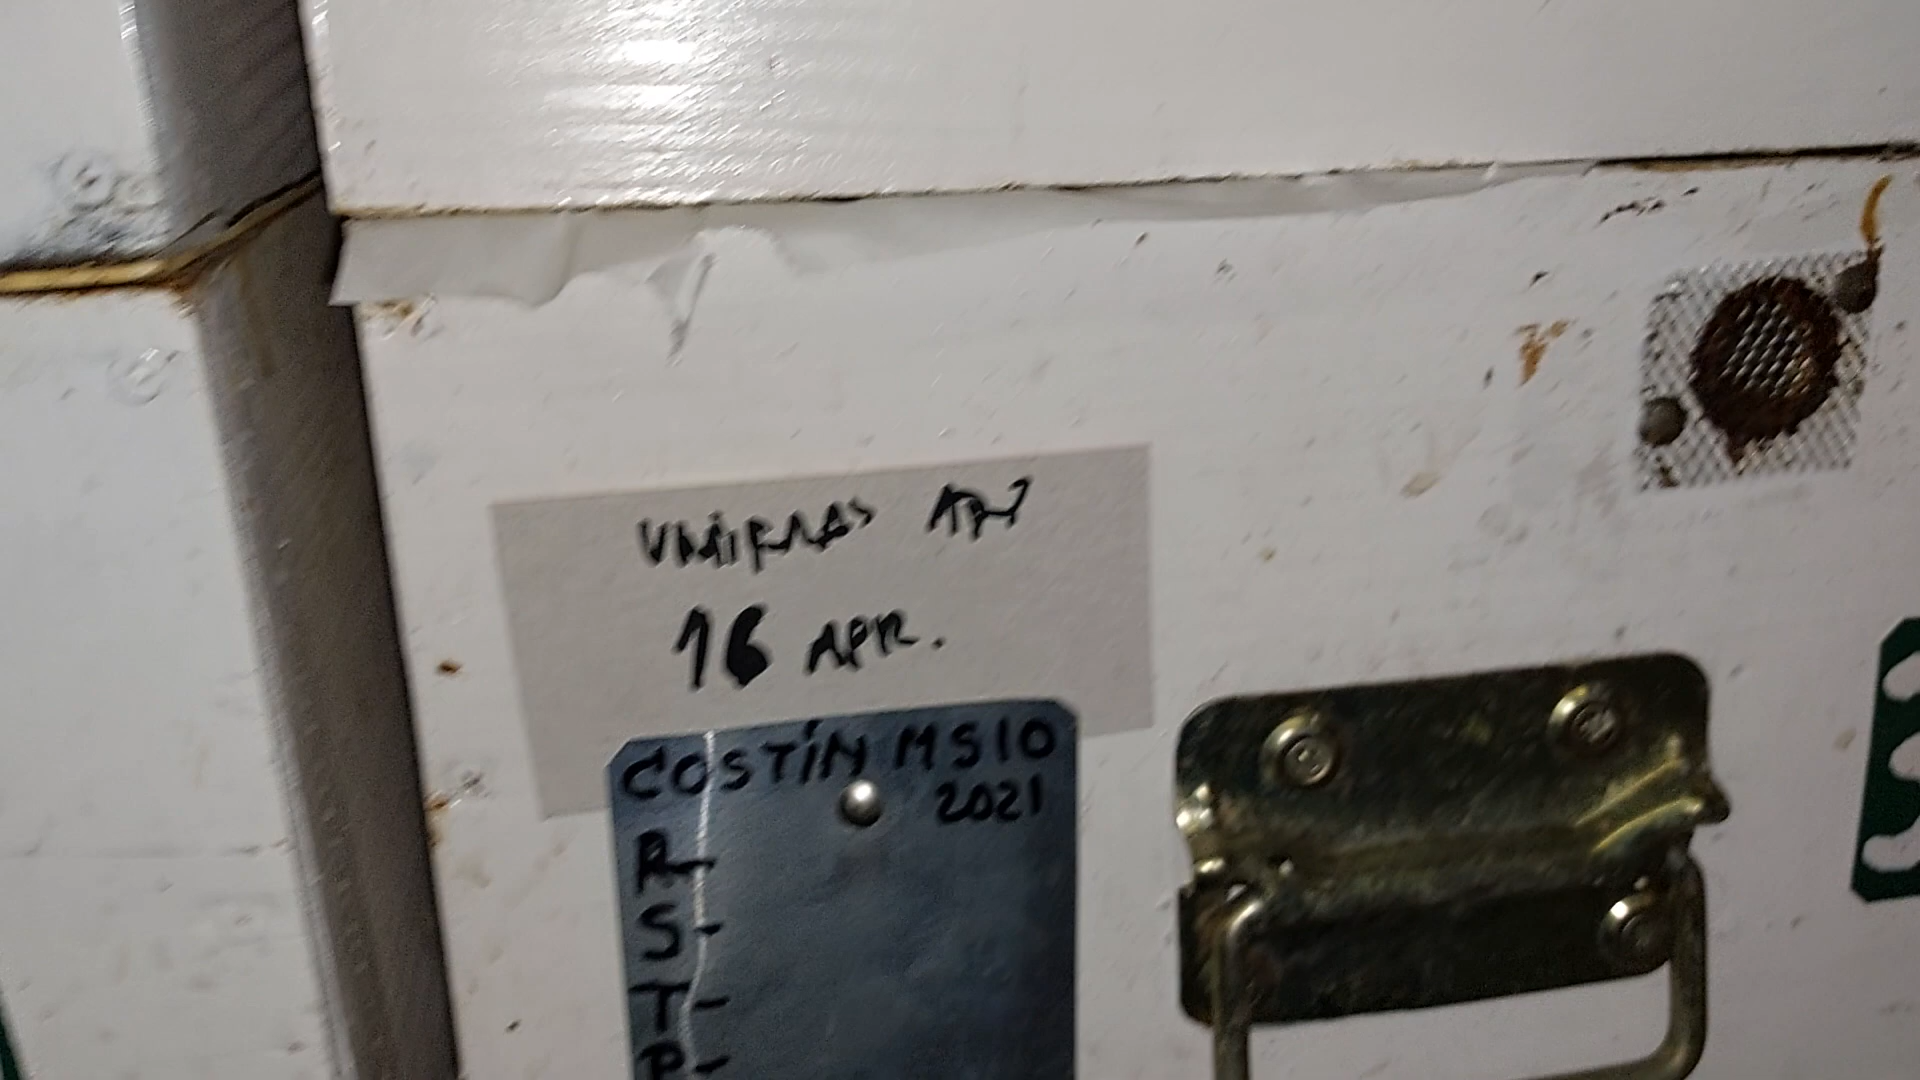 16 APR.
COSTIN MS10
2021
R-
S-
T-
P-